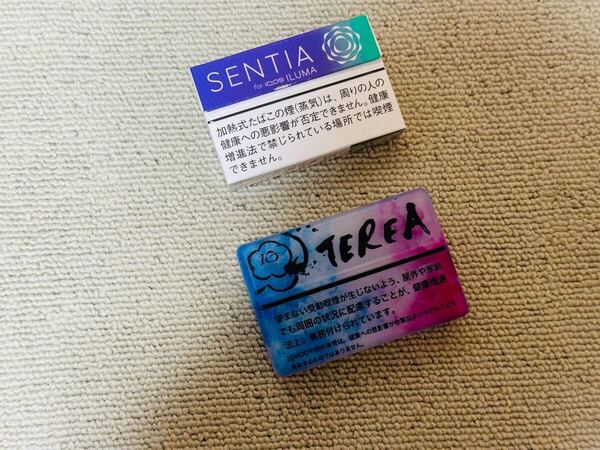 SENTIA
for IQOS ILUMA
加熱式たばこの煙(蒸気)は、周りの人の
健康への悪影響が否定できません。健康
増進法で禁じられている場所では喫煙
できません。
TEREA
望まない受動喫煙が生じないよう、屋外や家庭
でも周囲の状況に配慮することが、健康増進
法上、義務付けられています。